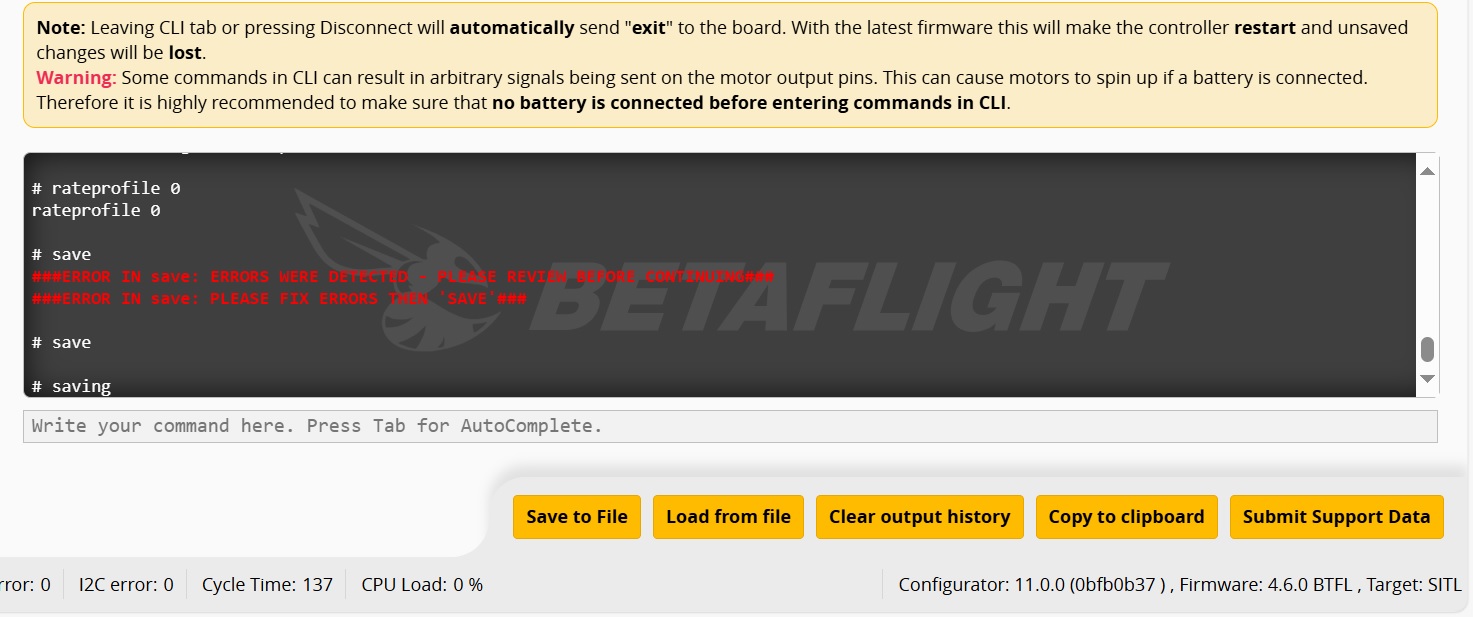 Note: Leaving CLI tab or pressing Disconnect will automatically send "exit" to the board. With the latest firmware this will make the controller restart and unsaved
changes will be lost.
Warning: Some commands in CLI can result in arbitrary signals being sent on the motor output pins. This can cause motors to spin up if a battery is connected.
Therefore it is highly recommended to make sure that no battery is connected before entering commands in CLI.
# rateprofile 0
rateprofile 0
# save
###ERROR IN save: ERRORS WERE DETECTED - PLEASE REVIEW BEFORE CONTINUING###
###ERROR IN save: PLEASE FIX ERRORS THEN 'SAVE'###
BETAFLIGHT
# save
# saving
Write your command here. Press Tab for AutoComplete.
Save to File Load from file Clear output history Copy to clipboard Submit Support Data
rror: 0 I2C error: 0 Cycle Time: 137 CPU Load: 0 % Configurator: 11.0.0 (0bfb0b37 ) , Firmware: 4.6.0 BTFL , Target: SITL